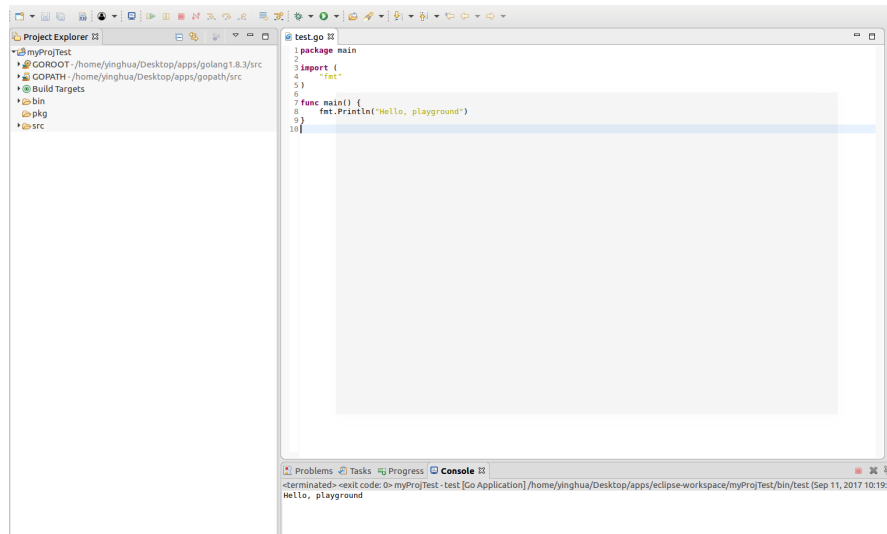 Project Explorer
myProjTest
GOROOT - /home/yinghua/Desktop/apps/golang1.8.3/src
GOPATH - /home/yinghua/Desktop/apps/gopath/src
Build Targets
bin
pkg
src
test.go
1 package main
2
3 import (
4 "fmt"
5 )
6
7 func main() {
8 fmt.Println("Hello, playground")
9 }
10
Problems Tasks Progress Console
<terminated> <exit code: 0> myProjTest - test [Go Application] /home/yinghua/Desktop/apps/eclipse-workspace/myProjTest/bin/test (Sep 11, 2017 10:19:
Hello, playground